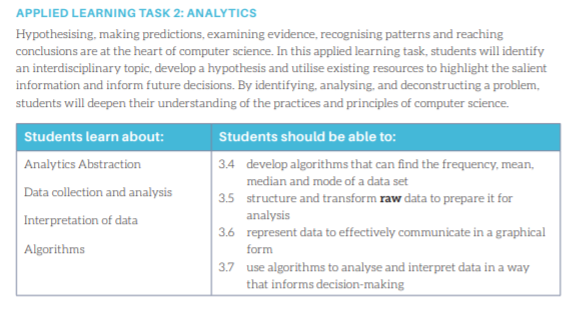 APPLIED LEARNING TASK 2: ANALYTICS
Hypothesising, making predictions, examining evidence, recognising patterns and reaching
conclusions are at the heart of computer science. In this applied learning task, students will identify
an interdisciplinary topic, develop a hypothesis and utilise existing resources to highlight the salient
information and inform future decisions. By identifying, analysing, and deconstructing a problem,
students will deepen their understanding of the practices and principles of computer science.
Students learn about:
Analytics Abstraction
Data collection and analysis
Interpretation of data
Algorithms
Students should be able to:
3.4 develop algorithms that can find the frequency, mean,
median and mode of a data set
3.5 structure and transform raw data to prepare it for
analysis
3.6 represent data to effectively communicate in a graphical
form
3.7 use algorithms to analyse and interpret data in a way
that informs decision-making